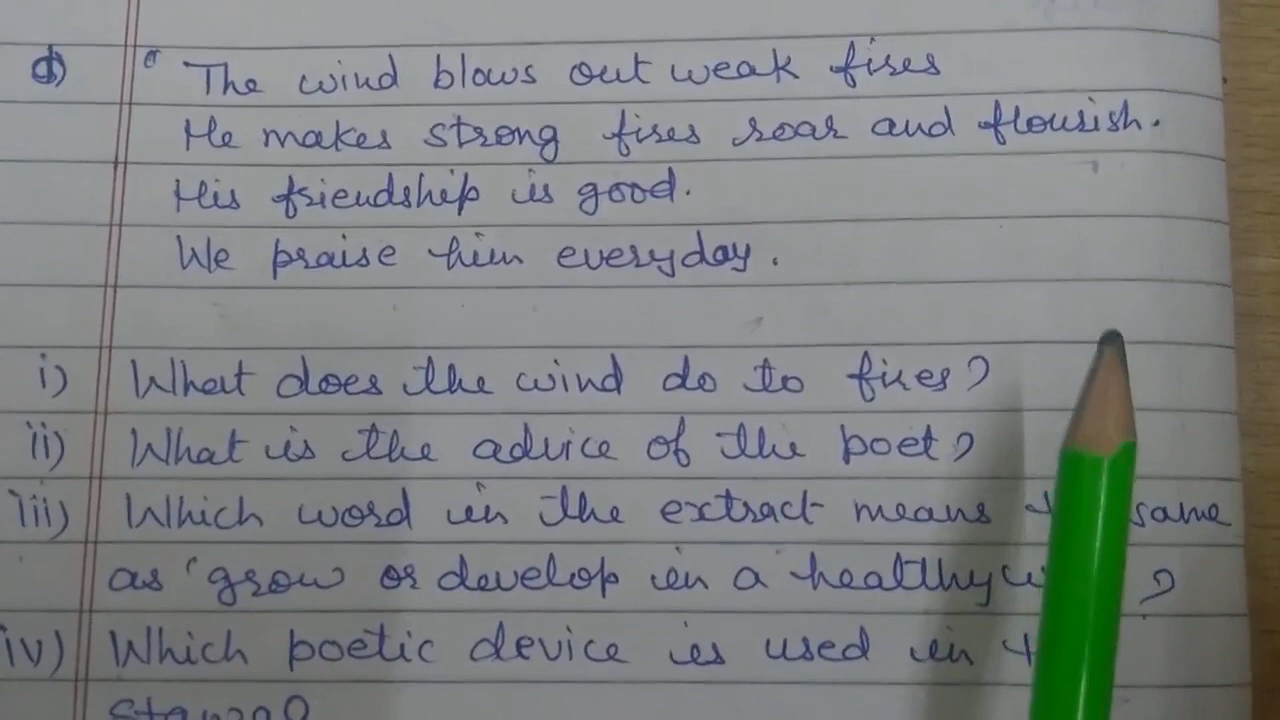 d) " The wind blows out weak fires
He makes strong fires roar and flourish.
His friendship is good.
We praise him everyday.
i) What does the wind do to fires?
ii) What is the advice of the poet?
iii) Which word in the extract means same
as 'grow or develop in a healthy ?
iv) Which poetic device is used in
stanza?